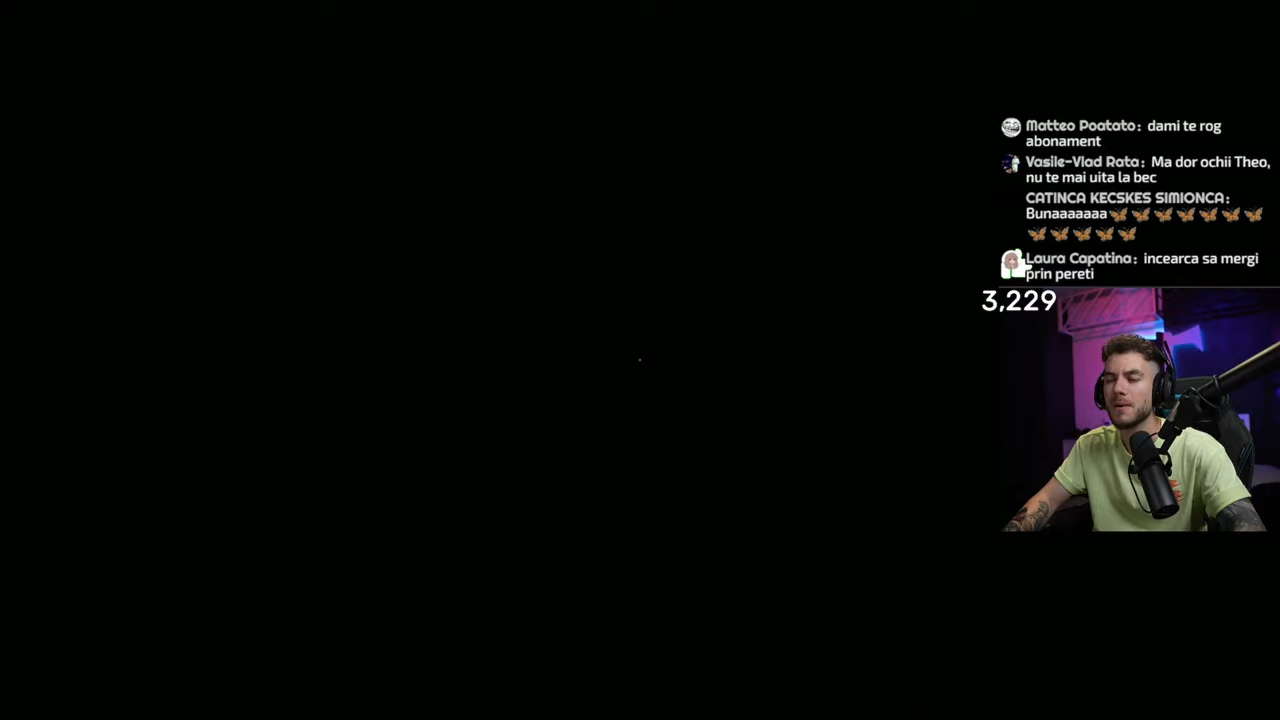 Matteo Poatato: dami te rog
abonament
Vasile-Vlad Rata: Ma dor ochii Theo,
nu te mai uita la bec
CATINCA KECSKES SIMIONCA:
Bunaaaaaaa🦋🦋🦋🦋🦋🦋🦋
🦋🦋🦋🦋🦋
Laura Capatina: incearca sa mergi
prin pereti
3,229